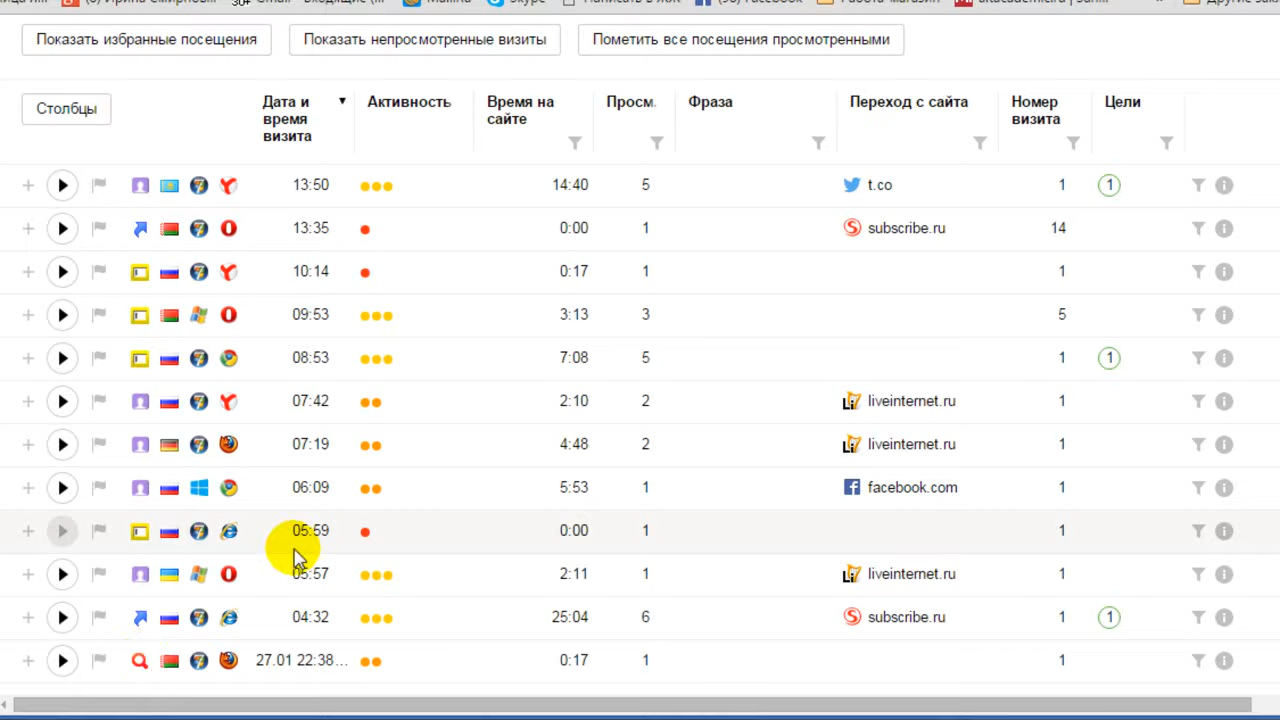 Показать избранные посещения Показать непросмотренные визиты Пометить все посещения просмотренными
Столбцы Дата и время визита ▼ Активность Время на сайте Просм. Фраза Переход с сайта Номер визита Цели
13:50 14:40 5 t.co 1 1
13:35 0:00 1 subscribe.ru 14
10:14 0:17 1 1
09:53 3:13 3 5
08:53 7:08 5 1 1
07:42 2:10 2 liveinternet.ru 1
07:19 4:48 2 liveinternet.ru 1
06:09 5:53 1 facebook.com 1
05:59 0:00 1 1
05:57 2:11 1 liveinternet.ru 1
04:32 25:04 6 subscribe.ru 1 1
27.01 22:38... 0:17 1 1